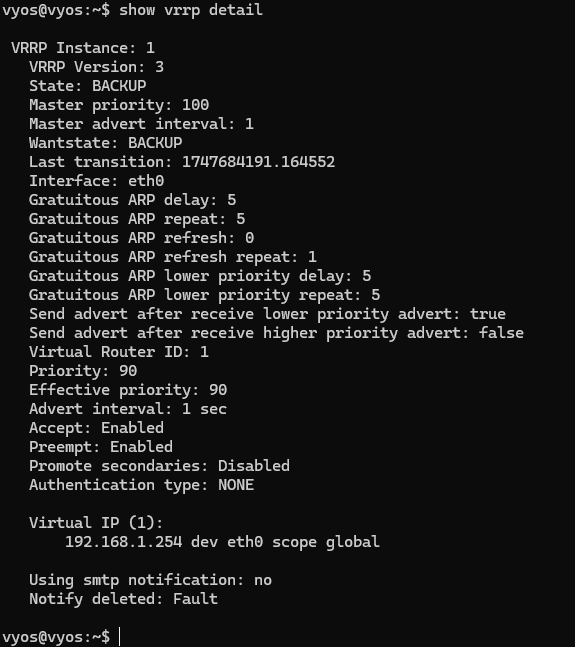 vyos@vyos:~$ show vrrp detail
VRRP Instance: 1
VRRP Version: 3
State: BACKUP
Master priority: 100
Master advert interval: 1
Wantstate: BACKUP
Last transition: 1747684191.164552
Interface: eth0
Gratuitous ARP delay: 5
Gratuitous ARP repeat: 5
Gratuitous ARP refresh: 0
Gratuitous ARP refresh repeat: 1
Gratuitous ARP lower priority delay: 5
Gratuitous ARP lower priority repeat: 5
Send advert after receive lower priority advert: true
Send advert after receive higher priority advert: false
Virtual Router ID: 1
Priority: 90
Effective priority: 90
Advert interval: 1 sec
Accept: Enabled
Preempt: Enabled
Promote secondaries: Disabled
Authentication type: NONE
Virtual IP (1):
192.168.1.254 dev eth0 scope global
Using smtp notification: no
Notify deleted: Fault
vyos@vyos:~$